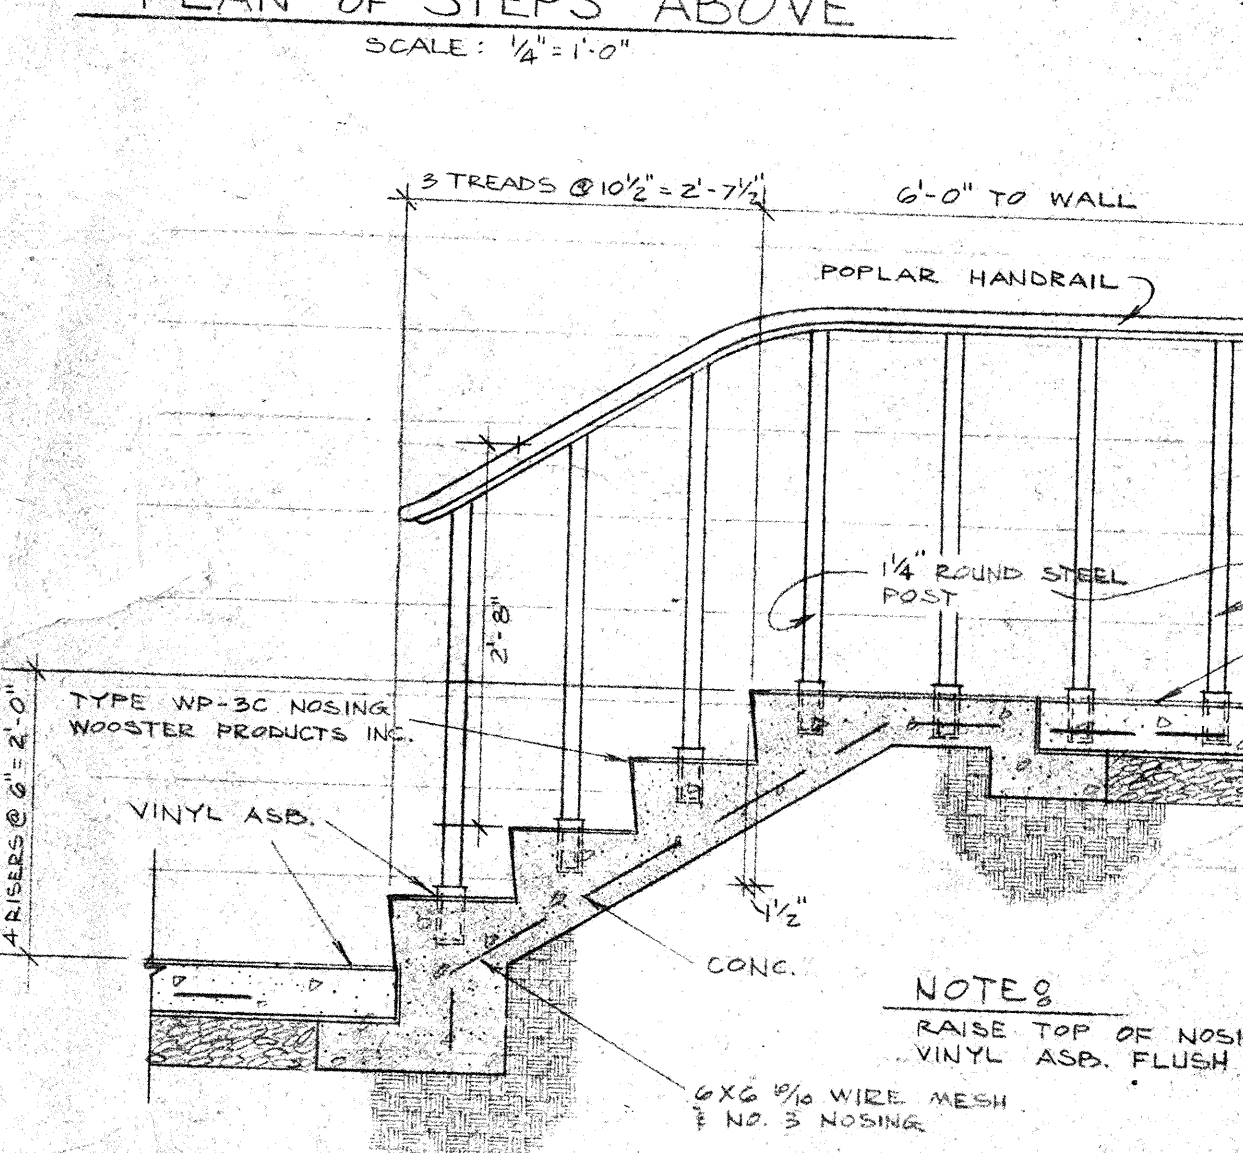 PLAN OF STEPS ABOVE
SCALE: 1/4" = 1'-0"
3 TREADS @ 10 1/2" = 2'-7 1/2"
6'-0" TO WALL
POPLAR HANDRAIL
1 1/4" ROUND STEEL
POST
2'-8"
4 RISERS @ 6" = 2'-0"
TYPE WP-3C NOSING
WOOSTER PRODUCTS INC.
VINYL ASB.
1 1/2"
CONC.
NOTE:
RAISE TOP OF
VINYL ASB. FLUSH
6X6 10/10 WIRE MESH
& NO. 3 NOSING